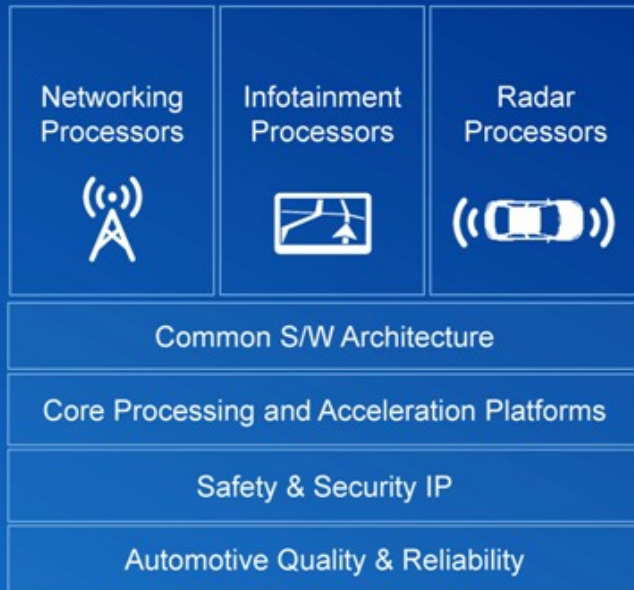 Networking
Processors
Infotainment
Processors
Radar
Processors
Common S/W Architecture
Core Processing and Acceleration Platforms
Safety & Security IP
Automotive Quality & Reliability